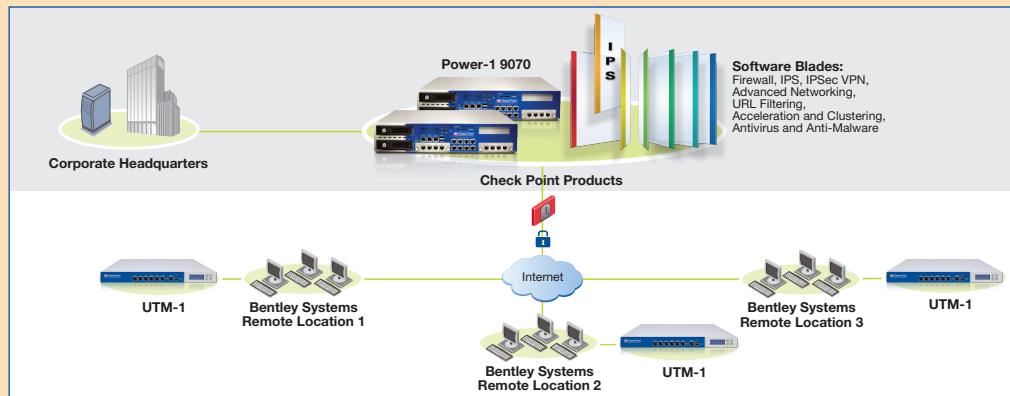 Power-1 9070
I
P
S
Software Blades:
Firewall, IPS, IPSec VPN,
Advanced Networking,
URL Filtering,
Acceleration and Clustering,
Antivirus and Anti-Malware
Corporate Headquarters
Check Point Products
Internet
UTM-1
Bentley Systems
Remote Location 1
Bentley Systems
Remote Location 3
UTM-1
Bentley Systems
Remote Location 2
UTM-1